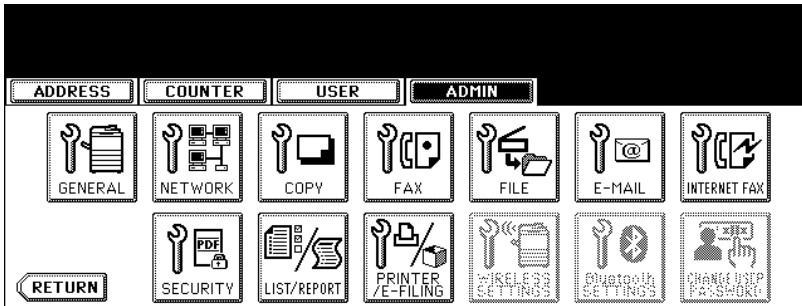 ADDRESS COUNTER USER ADMIN
GENERAL NETWORK COPY FAX FILE E-MAIL INTERNET FAX
@
PDF
SECURITY LIST/REPORT PRINTER
/E-FILING WIRELESS
SETTINGS Bluetooth
SETTINGS CHANGE USER
PASSWORD
RETURN